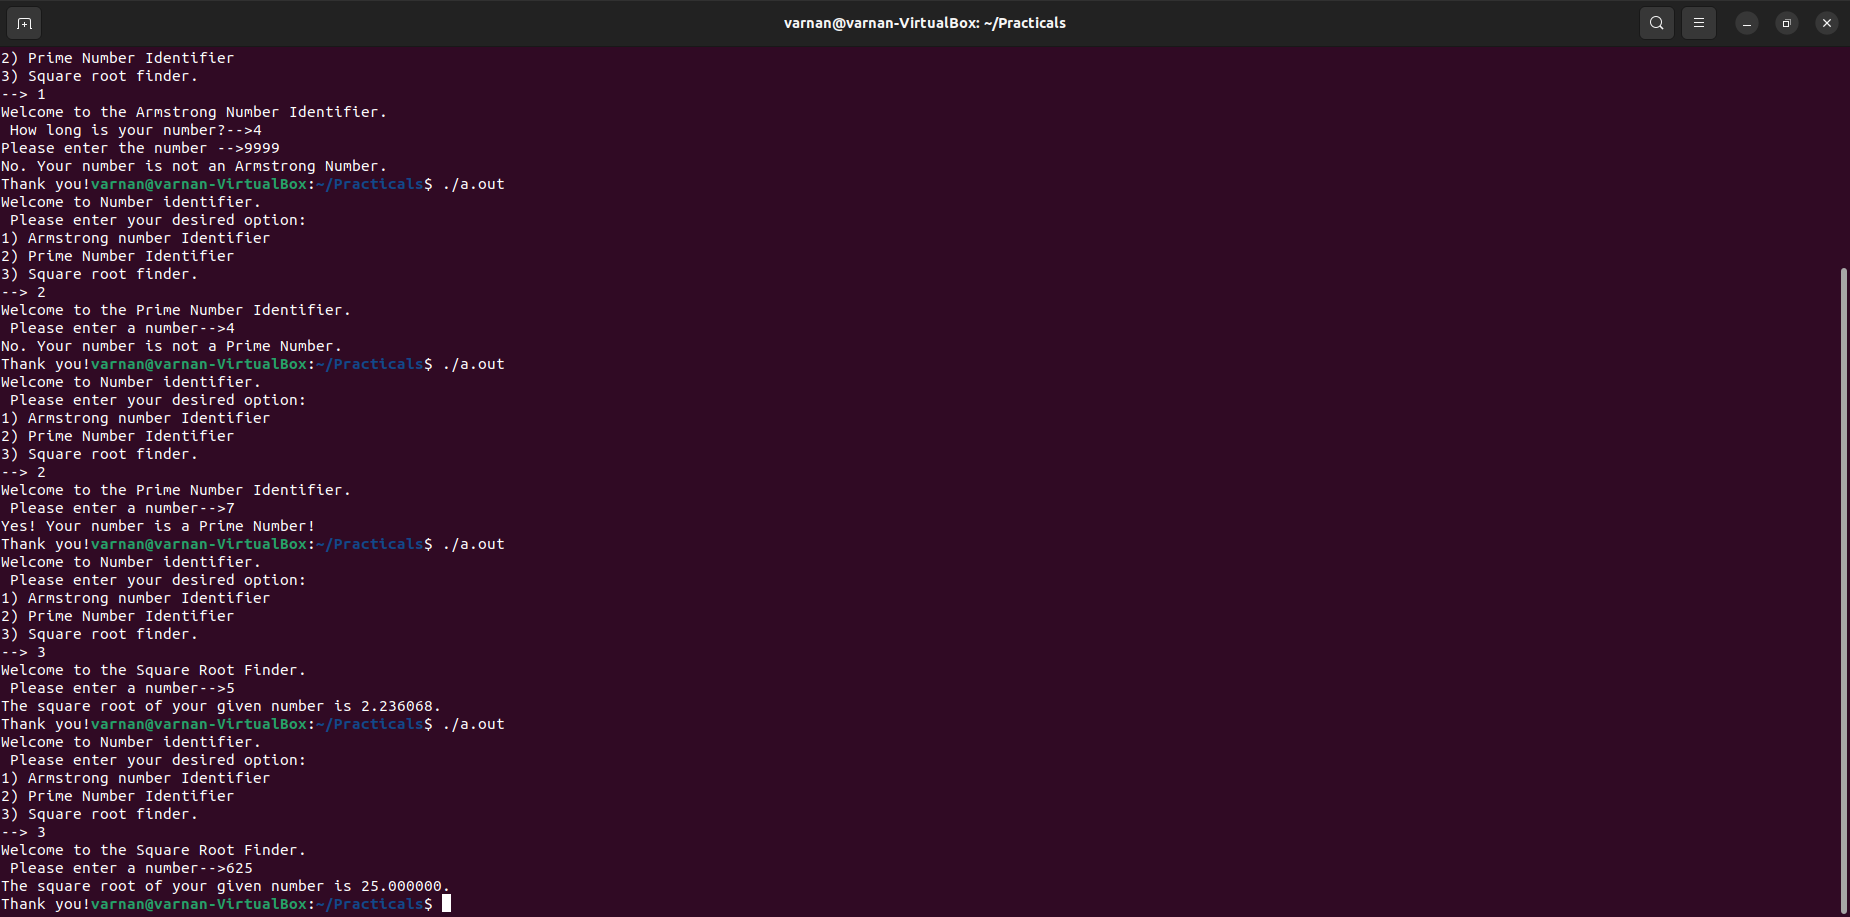 varnan@varnan-VirtualBox: ~/Practicals
2) Prime Number Identifier
3) Square root finder.
--> 1
Welcome to the Armstrong Number Identifier.
 How long is your number?-->4
Please enter the number -->9999
No. Your number is not an Armstrong Number.
Thank you!varnan@varnan-VirtualBox:~/Practicals$ ./a.out
Welcome to Number identifier.
 Please enter your desired option:
1) Armstrong number Identifier
2) Prime Number Identifier
3) Square root finder.
--> 2
Welcome to the Prime Number Identifier.
 Please enter a number-->4
No. Your number is not a Prime Number.
Thank you!varnan@varnan-VirtualBox:~/Practicals$ ./a.out
Welcome to Number identifier.
 Please enter your desired option:
1) Armstrong number Identifier
2) Prime Number Identifier
3) Square root finder.
--> 2
Welcome to the Prime Number Identifier.
 Please enter a number-->7
Yes! Your number is a Prime Number!
Thank you!varnan@varnan-VirtualBox:~/Practicals$ ./a.out
Welcome to Number identifier.
 Please enter your desired option:
1) Armstrong number Identifier
2) Prime Number Identifier
3) Square root finder.
--> 3
Welcome to the Square Root Finder.
 Please enter a number-->5
The square root of your given number is 2.236068.
Thank you!varnan@varnan-VirtualBox:~/Practicals$ ./a.out
Welcome to Number identifier.
 Please enter your desired option:
1) Armstrong number Identifier
2) Prime Number Identifier
3) Square root finder.
--> 3
Welcome to the Square Root Finder.
 Please enter a number-->625
The square root of your given number is 25.000000.
Thank you!varnan@varnan-VirtualBox:~/Practicals$